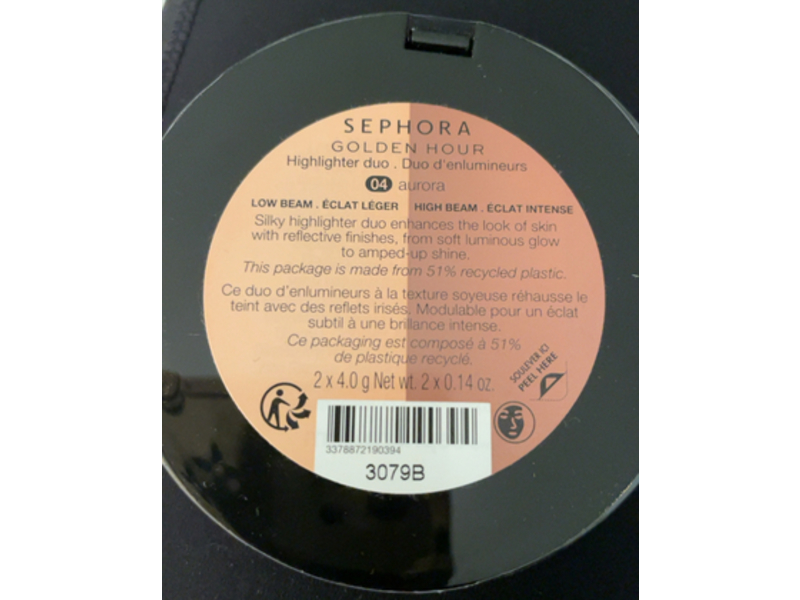 SEPHORA
GOLDEN HOUR
Highlighter duo . Duo d'enlumineurs
04 aurora
LOW BEAM . ÉCLAT LÉGER HIGH BEAM . ÉCLAT INTENSE
Silky highlighter duo enhances the look of skin
with reflective finishes, from soft luminous glow
to amped-up shine.
This package is made from 51% recycled plastic.
Ce duo d'enlumineurs à la texture soyeuse réhausse le
teint avec des reflets irisés. Modulable pour un éclat
subtil à une brillance intense.
Ce packaging est composé à 51%
de plastique recyclé.
2 x 4.0 g Net wt. 2 x 0.14 oz.
SOULEVER ICI
PEEL HERE
3378872190394
3079B